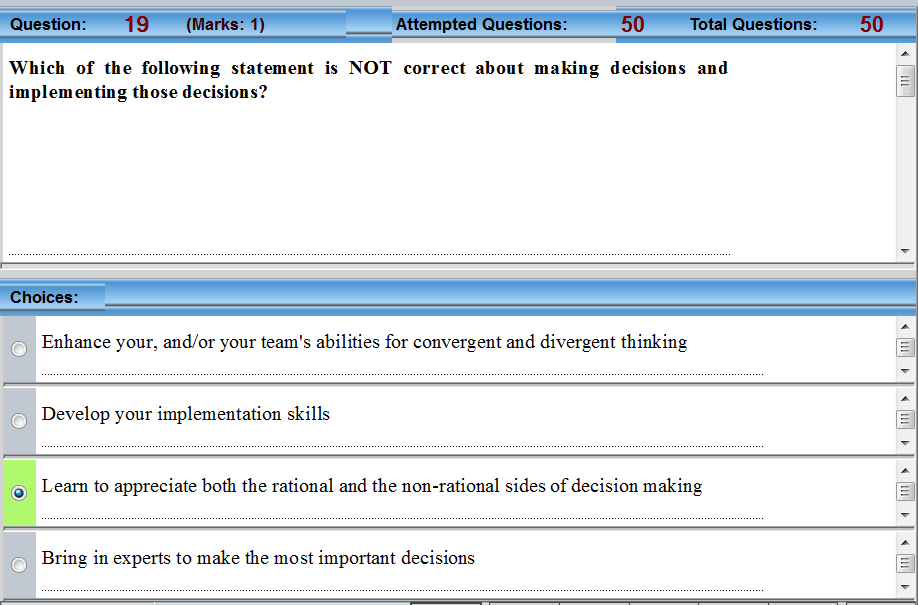 Question: 19 (Marks: 1) Attempted Questions: 50 Total Questions: 50
Which of the following statement is NOT correct about making decisions and
implementing those decisions?
Choices:
Enhance your, and/or your team's abilities for convergent and divergent thinking
Develop your implementation skills
Learn to appreciate both the rational and the non-rational sides of decision making
Bring in experts to make the most important decisions